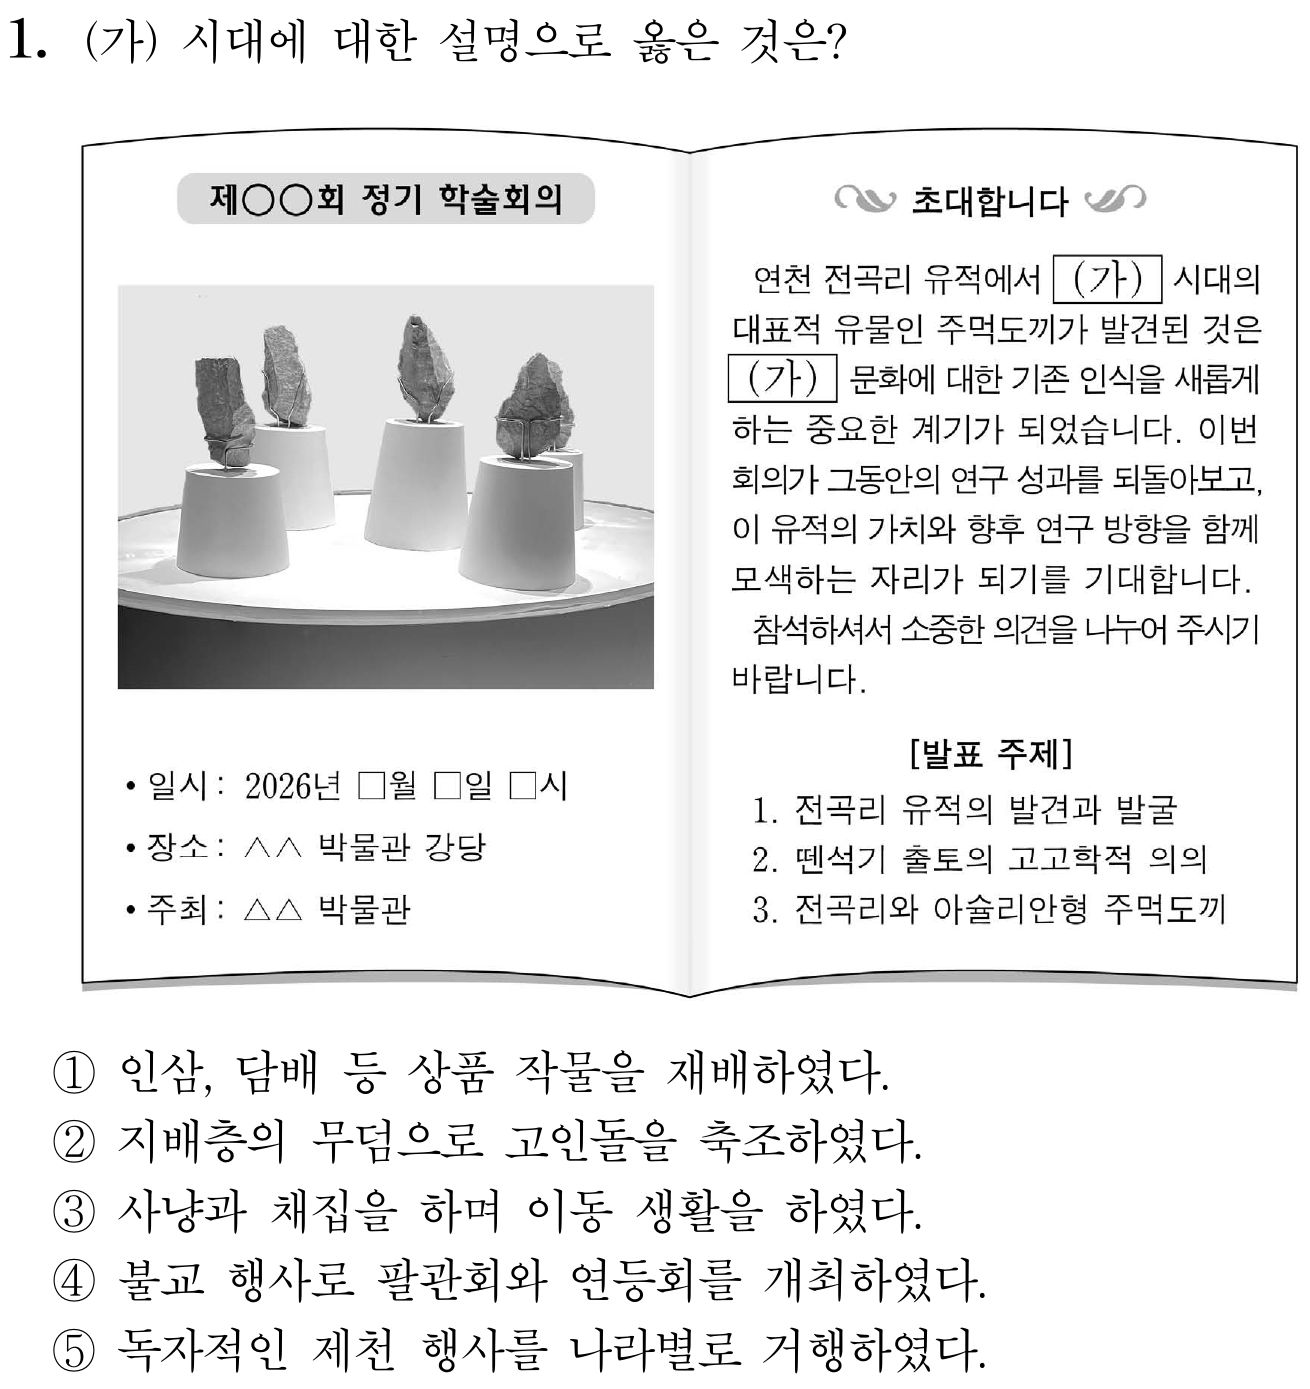 1. (가) 시대에 대한 설명으로 옳은 것은?
제○○회 정기 학술회의
• 일시 : 2026년 □월 □일 □시
• 장소 : △△ 박물관 강당
• 주최 : △△ 박물관
초대합니다
연천 전곡리 유적에서 (가) 시대의
대표적 유물인 주먹도끼가 발견된 것은
(가) 문화에 대한 기존 인식을 새롭게
하는 중요한 계기가 되었습니다. 이번
회의가 그동안의 연구 성과를 되돌아보고,
이 유적의 가치와 향후 연구 방향을 함께
모색하는 자리가 되기를 기대합니다.
참석하셔서 소중한 의견을 나누어 주시기
바랍니다.
[발표 주제]
1. 전곡리 유적의 발견과 발굴
2. 뗀석기 출토의 고고학적 의의
3. 전곡리와 아슐리안형 주먹도끼
① 인삼, 담배 등 상품 작물을 재배하였다.
② 지배층의 무덤으로 고인돌을 축조하였다.
③ 사냥과 채집을 하며 이동 생활을 하였다.
④ 불교 행사로 팔관회와 연등회를 개최하였다.
⑤ 독자적인 제천 행사를 나라별로 거행하였다.